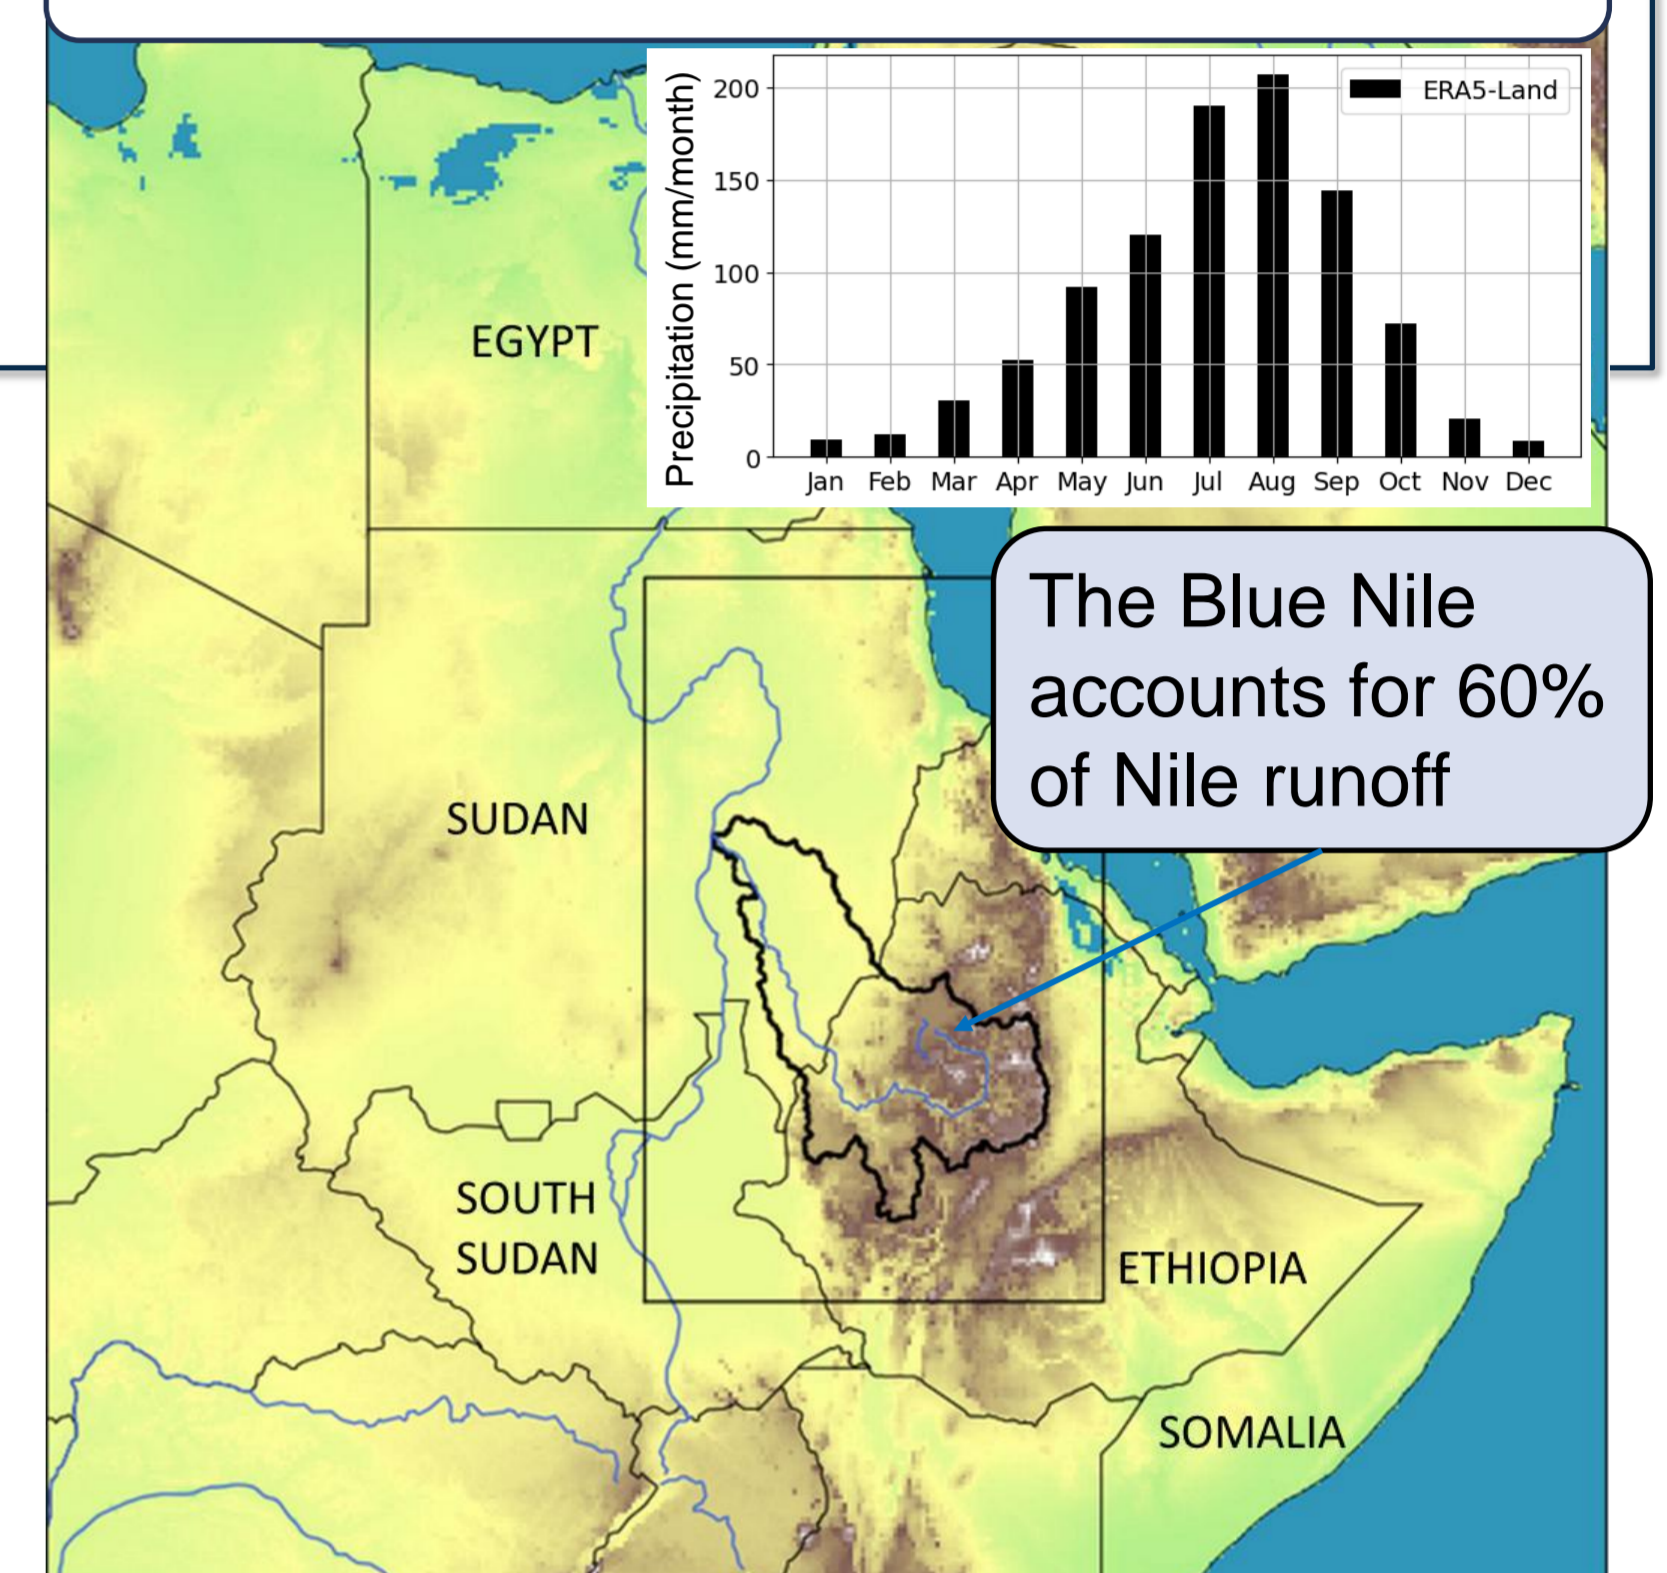 Precipitation (mm/month)
200
150
100
50
0
ERA5-Land
Jan Feb Mar Apr May Jun Jul Aug Sep Oct Nov Dec
EGYPT
The Blue Nile
accounts for 60%
of Nile runoff
SUDAN
SOUTH
SUDAN
ETHIOPIA
SOMALIA